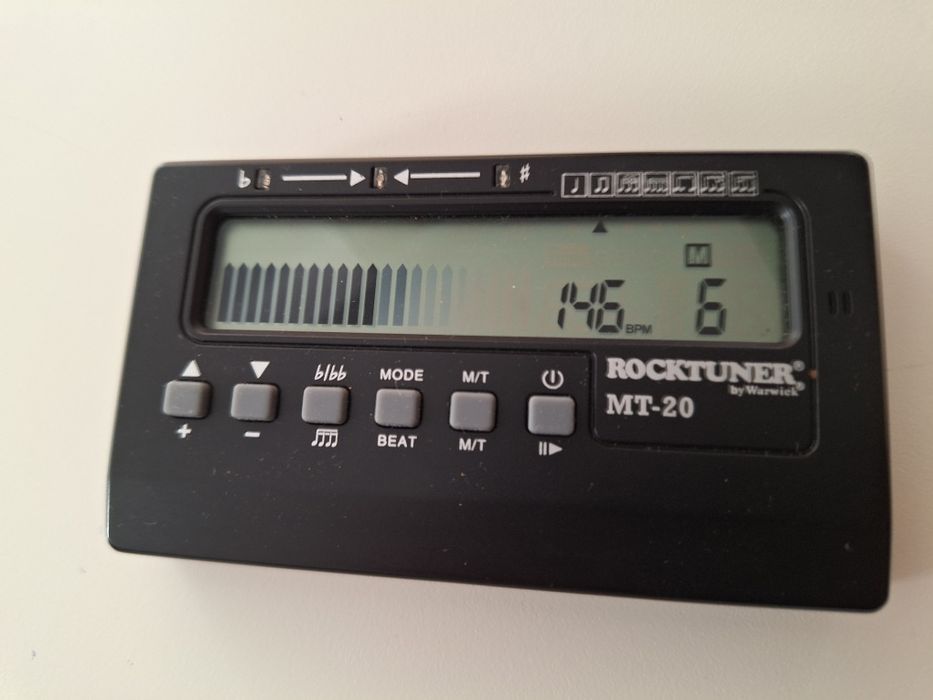 ♭ ♯
M
146 BPM 6
ROCKTUNER®
by Warwick®
MT-20
♭/♭♭ MODE M/T
+ - BEAT M/T